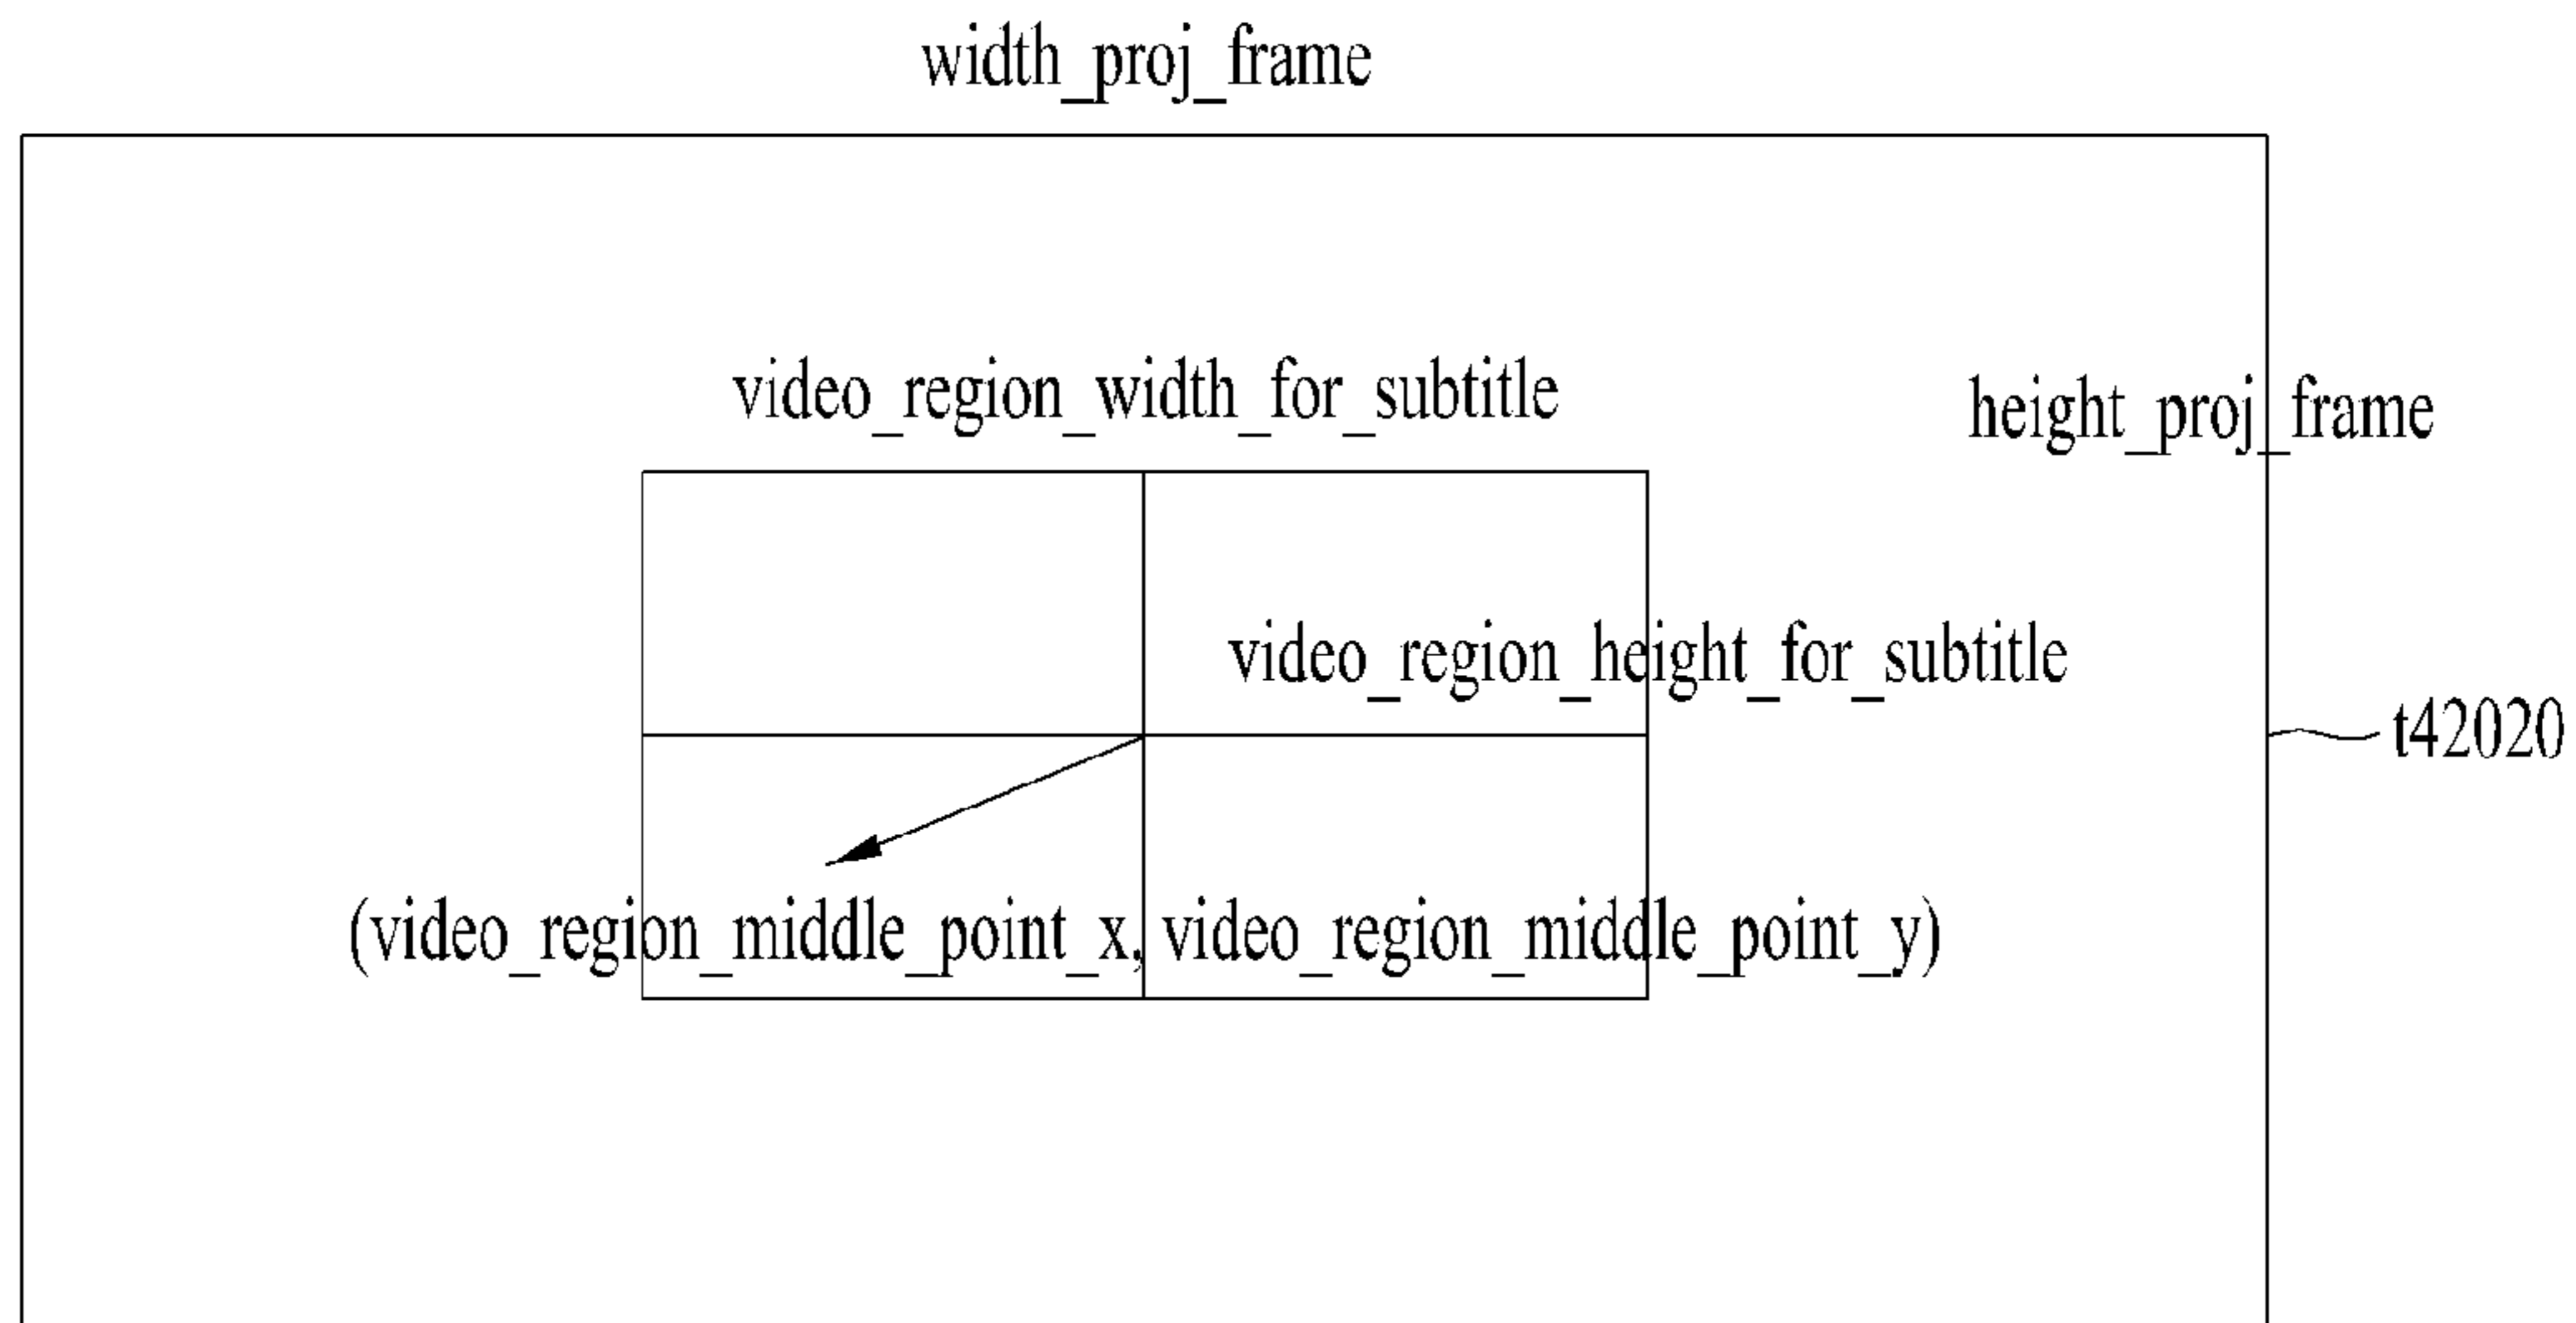 width_proj_frame
video_region_width_for_subtitle
height_proj_frame
video_region_height_for_subtitle
t42020
(video_region_middle_point_x, video_region_middle_point_y)